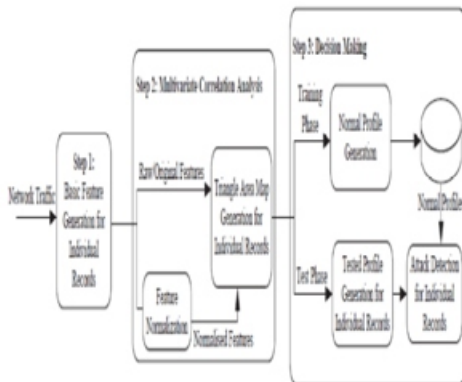 Step 3: Decision Making
Step 2: Multivariate Correlation Analysis
Training
Phase
Normal Profile
Generation
Step 1:
Basic Feature
Generation for
Individual
Records
Network Traffic
Raw/Original Features
Triangle Area Map
Generation for
Individual Records
Normal Profile
Test Phase
Tested Profile
Generation for
Individual Records
Attack Detection
for Individual
Records
Feature
Normalization
Normalised Features